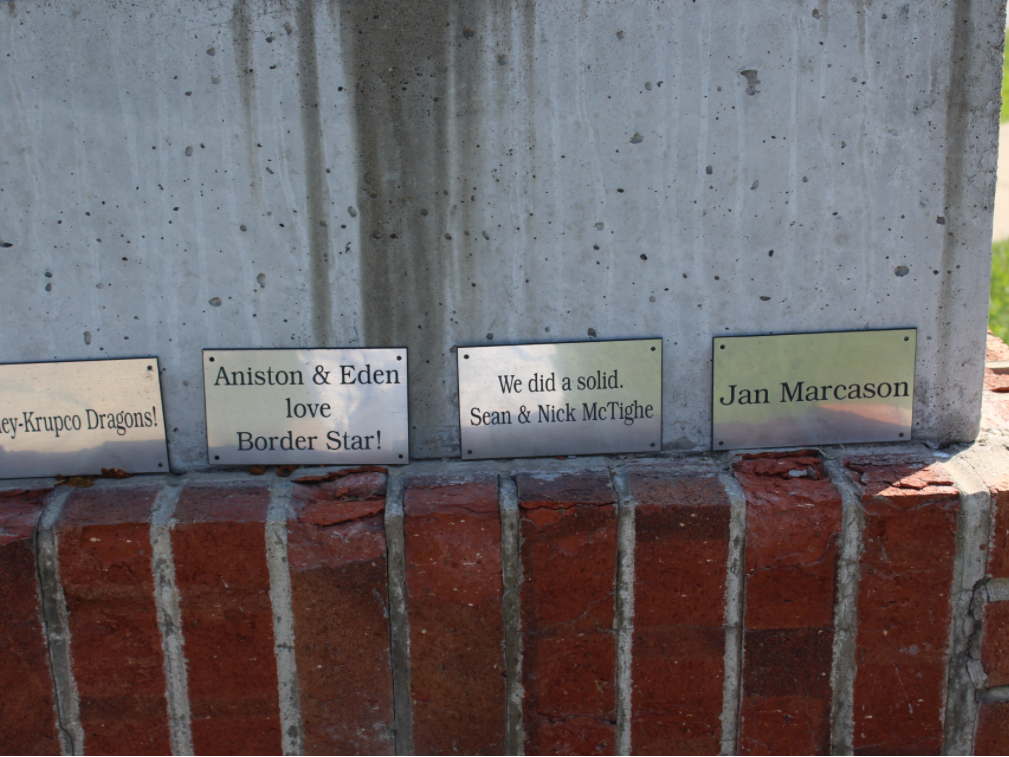 ey-Krupco Dragons!
Aniston & Eden
love
Border Star!
We did a solid.
Sean & Nick McTighe
Jan Marcason